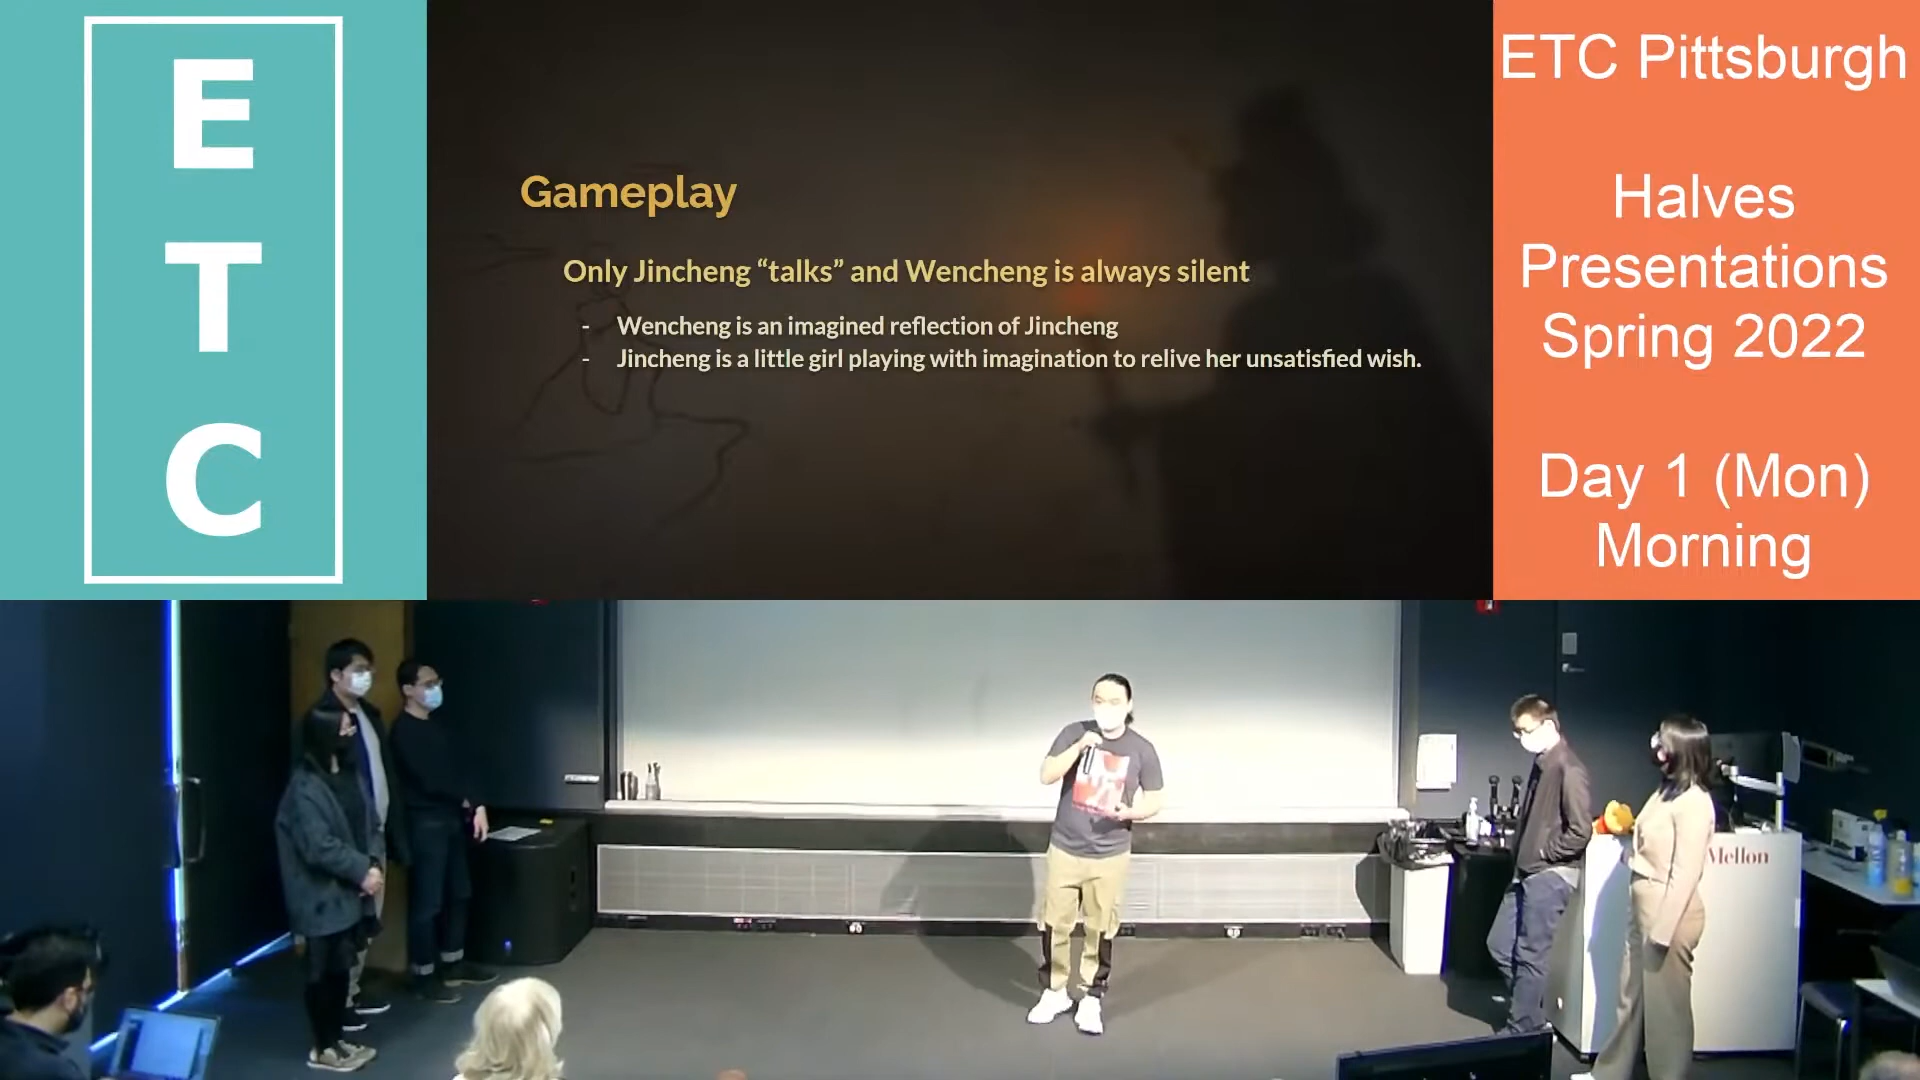 E
T
C
Gameplay
Only Jincheng “talks” and Wencheng is always silent
- Wencheng is an imagined reflection of Jincheng
- Jincheng is a little girl playing with imagination to relive her unsatisfied wish.
ETC Pittsburgh
Halves
Presentations
Spring 2022
Day 1 (Mon)
Morning
Mellon